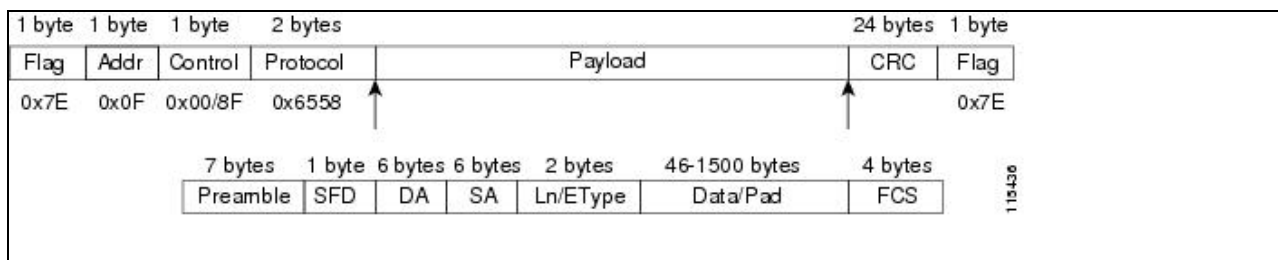 1 byte 1 byte 1 byte 2 bytes 24 bytes 1 byte
Flag Addr Control Protocol Payload CRC Flag
0x7E 0x0F 0x00/8F 0x6558 0x7E
7 bytes 1 byte 6 bytes 6 bytes 2 bytes 46-1500 bytes 4 bytes
Preamble SFD DA SA Ln/EType Data/Pad FCS
115436